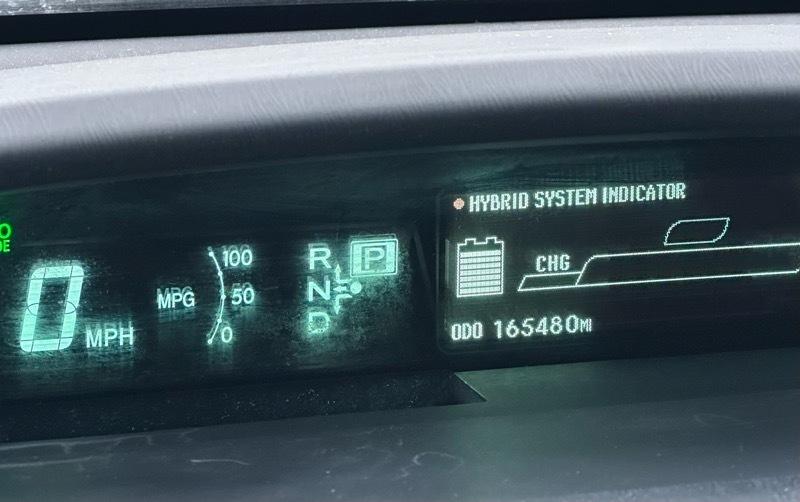 HYBRID SYSTEM INDICATOR
0 MPH
MPG
100
50
0
R
N
D
P
CHG
ODO 165480MI